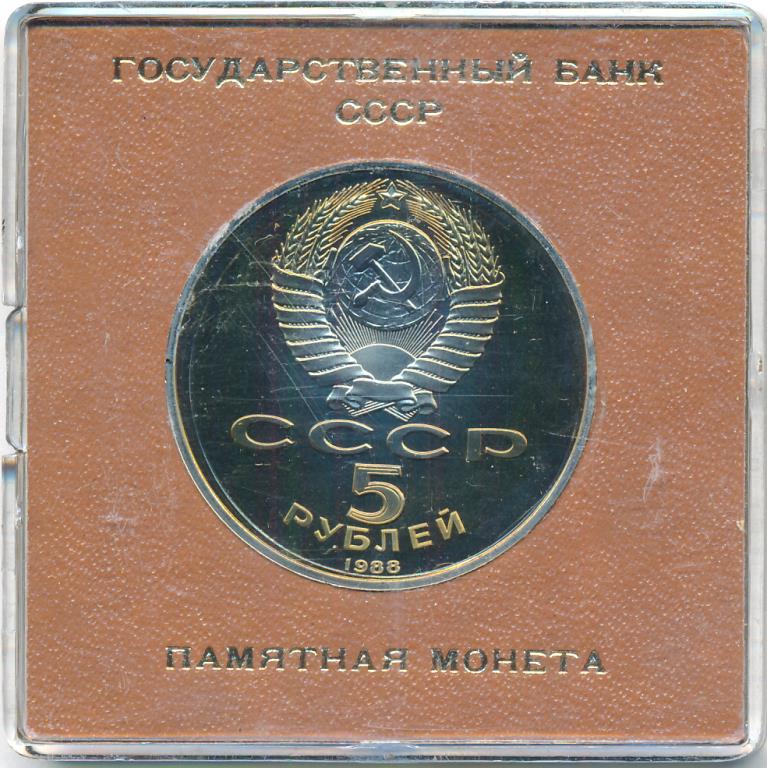 ГОСУДАРСТВЕННЫЙ БАНК
СССР
СССР
5
РУБЛЕЙ
1988
ПАМЯТНАЯ МОНЕТА